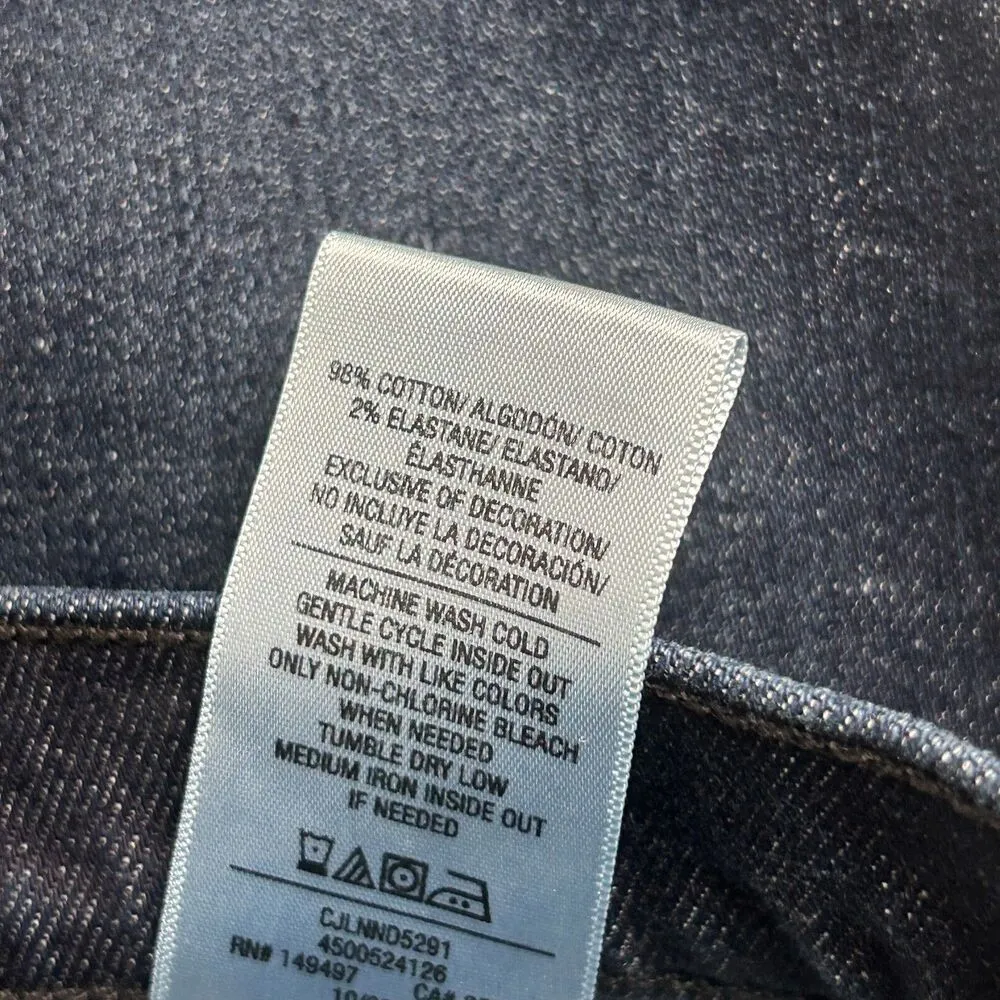 98% COTTON/ ALGODÓN/ COTON
2% ELASTANE/ ELASTANO/
ÉLASTHANNE
EXCLUSIVE OF DECORATION/
NO INCLUYE LA DECORACIÓN/
SAUF LA DÉCORATION
MACHINE WASH COLD
GENTLE CYCLE INSIDE OUT
WASH WITH LIKE COLORS
ONLY NON-CHLORINE BLEACH
WHEN NEEDED
TUMBLE DRY LOW
MEDIUM IRON INSIDE OUT
IF NEEDED
CJLNND5291
4500524126
RN# 149497 CA#